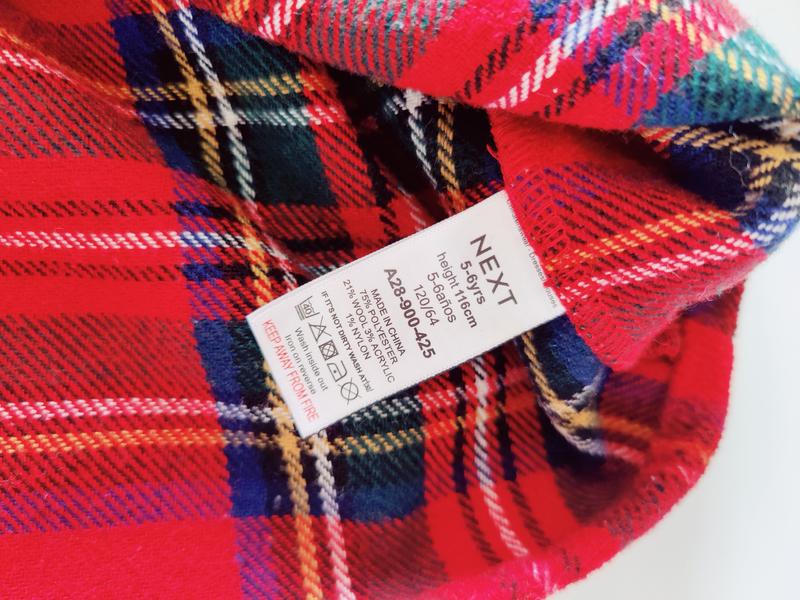 NEXT
5-6yrs
height 116cm
5-6años
120/64
A28-900-425
MADE IN CHINA
75% POLYESTER
21% WOOL 3% ACRYLIC
1% NYLON
IF IT'S NOT DIRTY WASH AT
40
Wash inside out
Iron on reverse
KEEP AWAY FROM FIRE